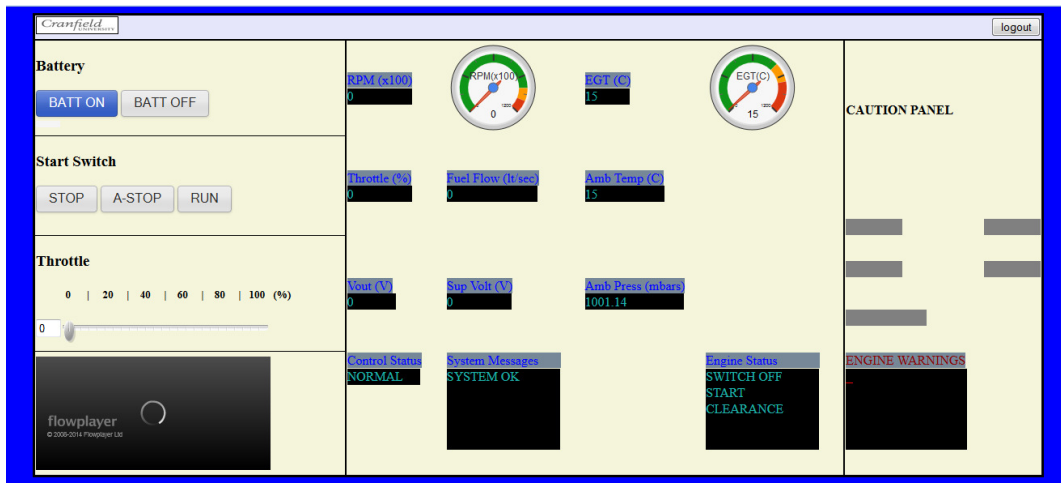 Cranfield
UNIVERSITY
logout
Battery
BATT ON
BATT OFF
Start Switch
STOP
A-STOP
RUN
Throttle
0 | 20 | 40 | 60 | 80 | 100 (%)
0
flowplayer
© 2008-2014 Flowplayer Ltd
RPM (x100)
0
RPM(x100)
0
EGT (C)
15
EGT(C)
1200
15
Throttle (%)
0
Fuel Flow (lt/sec)
0
Amb Temp (C)
15
Vout (V)
0
Sup Volt (V)
0
Amb Press (mbars)
1001.14
Control Status
NORMAL
System Messages
SYSTEM OK
Engine Status
SWITCH OFF
START
CLEARANCE
CAUTION PANEL
ENGINE WARNINGS
_